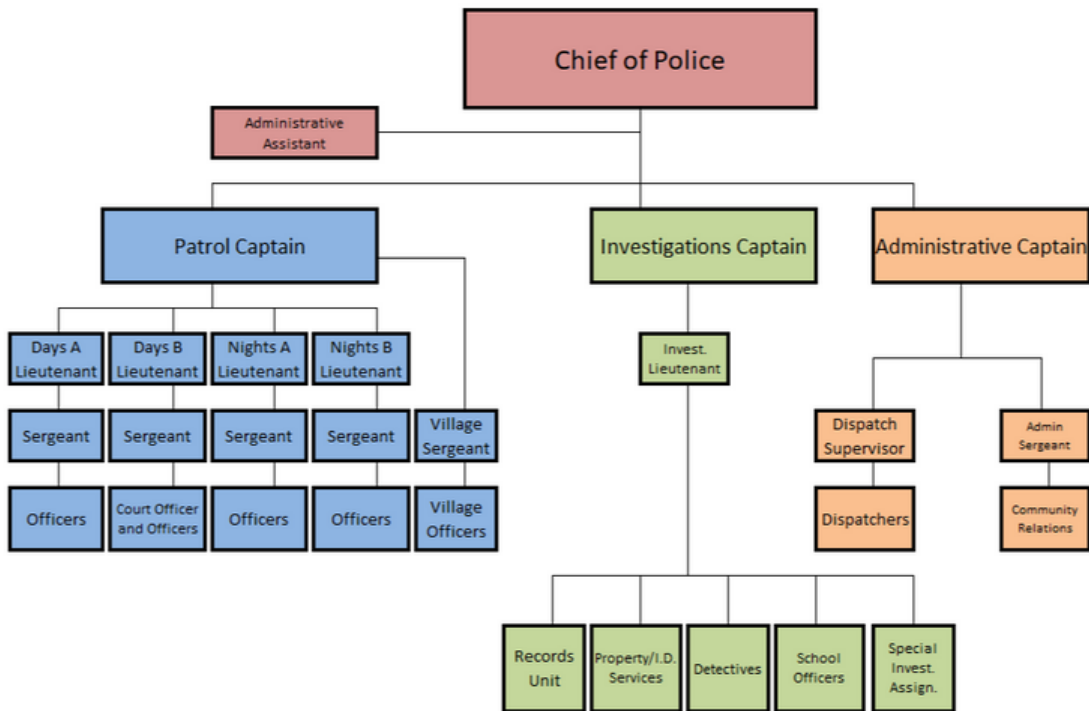 Chief of Police
Administrative
Assistant
Patrol Captain
Investigations Captain
Administrative Captain
Days A
Lieutenant
Days B
Lieutenant
Nights A
Lieutenant
Nights B
Lieutenant
Invest.
Lieutenant
Sergeant
Sergeant
Sergeant
Sergeant
Village
Sergeant
Dispatch
Supervisor
Admin
Sergeant
Officers
Court Officer
and Officers
Officers
Officers
Village
Officers
Dispatchers
Community
Relations
Records
Unit
Property/I.D.
Services
Detectives
School
Officers
Special
Invest.
Assign.